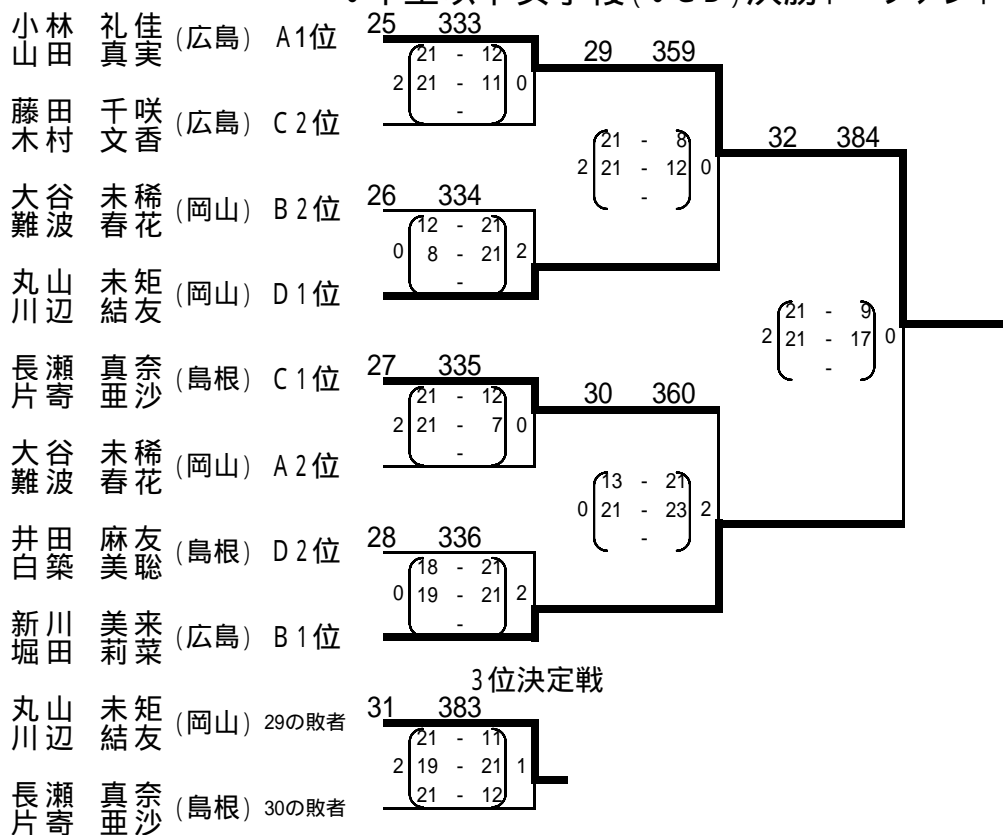 小林 礼佳 (広島) A1位
山田 真実
25 333
21 - 12
2 21 - 11 0
-
29 359
藤田 千咲 (広島) C2位
木村 文香
21 - 8
2 21 - 12 0
-
32 384
大谷 未稀 (岡山) B2位
難波 春花
26 334
12 - 21
0 8 - 21 2
-
丸山 未矩 (岡山) D1位
川辺 結友
21 - 9
2 21 - 17 0
-
長瀬 真奈 (島根) C1位
片寄 亜沙
27 335
21 - 12
2 21 - 7 0
-
30 360
大谷 未稀 (岡山) A2位
難波 春花
13 - 21
0 21 - 23 2
-
井田 麻友 (島根) D2位
白築 美聡
28 336
18 - 21
0 19 - 21 2
-
新川 美来 (広島) B1位
堀田 莉菜
3位決定戦
丸山 未矩 (岡山) 29の敗者
川辺 結友
31 383
21 - 11
2 19 - 21 1
21 - 12
長瀬 真奈 (島根) 30の敗者
片寄 亜沙